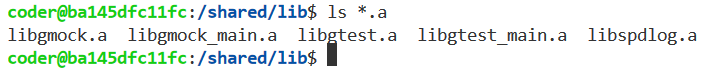 coder@ba145dfc11fc:/shared/lib$ ls *.a
libgmock.a  libgmock_main.a  libgtest.a  libgtest_main.a  libspdlog.a
coder@ba145dfc11fc:/shared/lib$